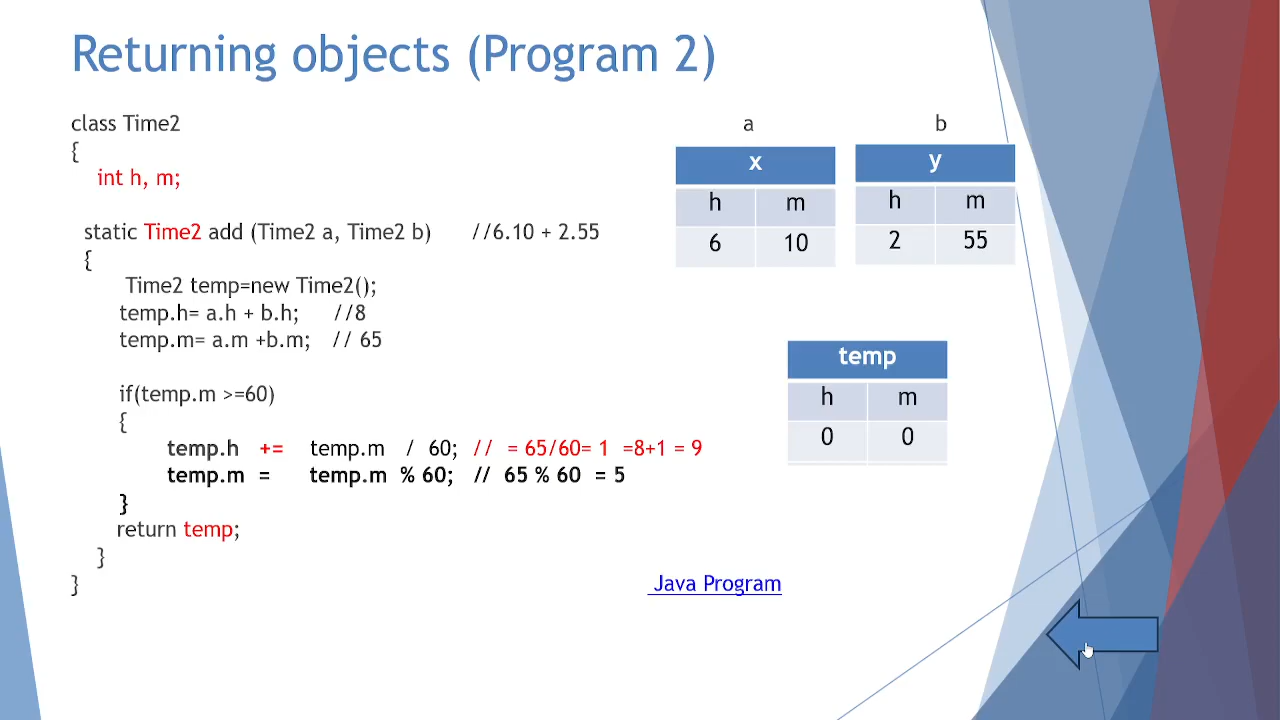 Returning objects (Program 2)
class Time2
{
int h, m;
static Time2 add (Time2 a, Time2 b) //6.10 + 2.55
{
Time2 temp=new Time2();
temp.h= a.h + b.h; //8
temp.m= a.m +b.m; // 65
if(temp.m >=60)
{
temp.h += temp.m / 60; // = 65/60= 1 =8+1 = 9
temp.m = temp.m % 60; // 65 % 60 = 5
}
return temp;
}
}
a b
x y
h m h m
6 10 2 55
temp
h m
0 0
Java Program